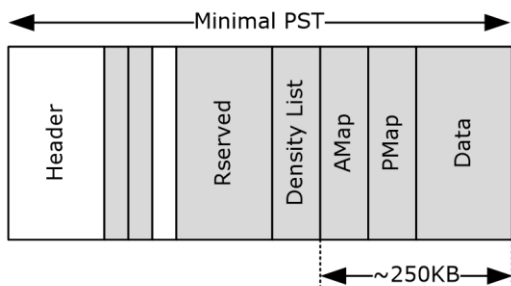 Minimal PST
Header
Rserved
Density List
AMap
PMap
Data
~250KB